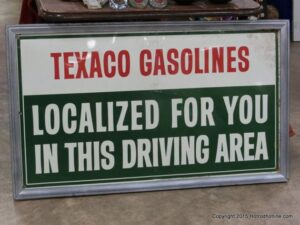 TEXACO GASOLINES
LOCALIZED FOR YOU
IN THIS DRIVING AREA
Copyright 2015 Hotrodhotline.com